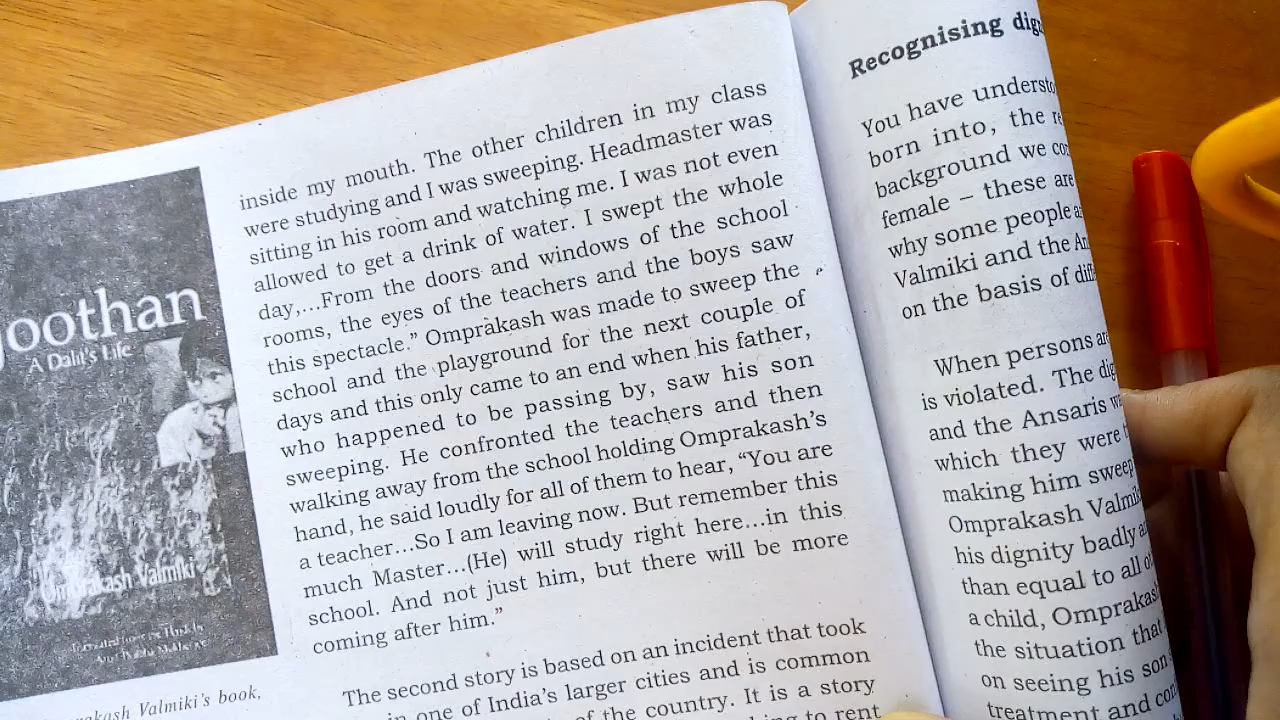 oothan
A Dalit's Life
Omprakash Valmiki
Valmiki's book,
inside my mouth. The other children in my class
were studying and I was sweeping. Headmaster was
sitting in his room and watching me. I was not even
allowed to get a drink of water. I swept the whole
day,...From the doors and windows of the school
rooms, the eyes of the teachers and the boys saw
this spectacle.” Omprakash was made to sweep the
school and the playground for the next couple of
days and this only came to an end when his father,
who happened to be passing by, saw his son
sweeping. He confronted the teachers and then
walking away from the school holding Omprakash’s
hand, he said loudly for all of them to hear, “You are
a teacher...So I am leaving now. But remember this
much Master...(He) will study right here...in this
school. And not just him, but there will be more
coming after him.”
The second story is based on an incident that took
in one of India’s larger cities and is common
of the country. It is a story
to rent
Recognising
You have
born into, the
background we
female – these are
why some people
Valmiki and the
on the basis of
When persons
is violated. The
and the Ansaris
which they were
making him sweep
Omprakash
his dignity badly
than equal to all
a child,
the situation that
on seeing his son
treatment and